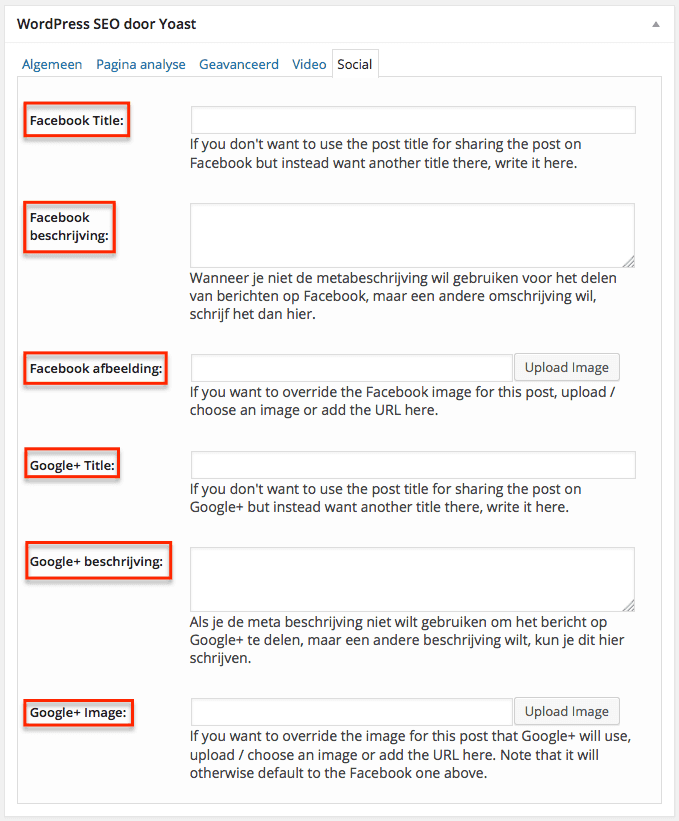 WordPress SEO door Yoast
Algemeen Pagina analyse Geavanceerd Video Social
Facebook Title:
If you don't want to use the post title for sharing the post on
Facebook but instead want another title there, write it here.
Facebook
beschrijving:
Wanneer je niet de metabeschrijving wil gebruiken voor het delen
van berichten op Facebook, maar een andere omschrijving wil,
schrijf het dan hier.
Facebook afbeelding:
Upload Image
If you want to override the Facebook image for this post, upload /
choose an image or add the URL here.
Google+ Title:
If you don't want to use the post title for sharing the post on
Google+ but instead want another title there, write it here.
Google+ beschrijving:
Als je de meta beschrijving niet wilt gebruiken om het bericht op
Google+ te delen, maar een andere beschrijving wilt, kun je dit hier
schrijven.
Google+ Image:
Upload Image
If you want to override the image for this post that Google+ will use,
upload / choose an image or add the URL here. Note that it will
otherwise default to the Facebook one above.